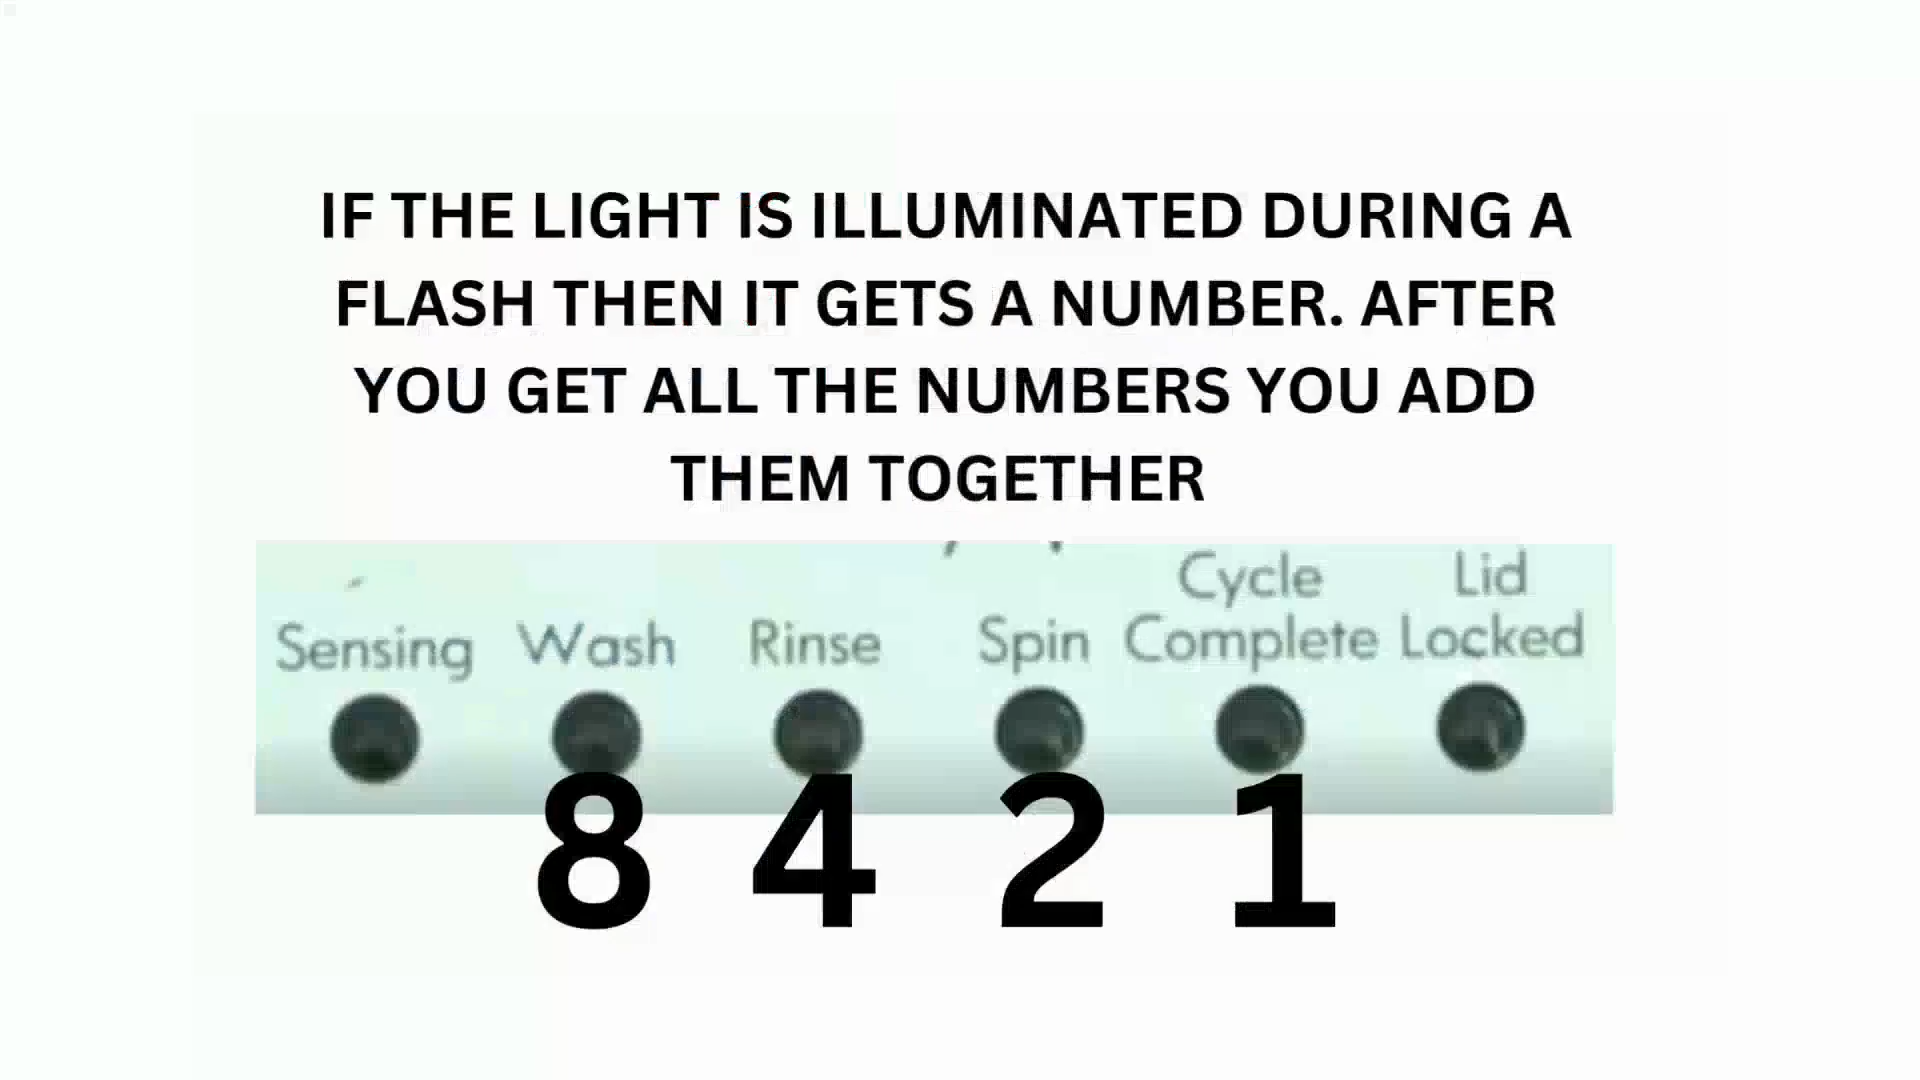 IF THE LIGHT IS ILLUMINATED DURING A
FLASH THEN IT GETS A NUMBER. AFTER
YOU GET ALL THE NUMBERS YOU ADD
THEM TOGETHER
Sensing Wash Rinse Spin Cycle Complete Lid Locked
8 4 2 1